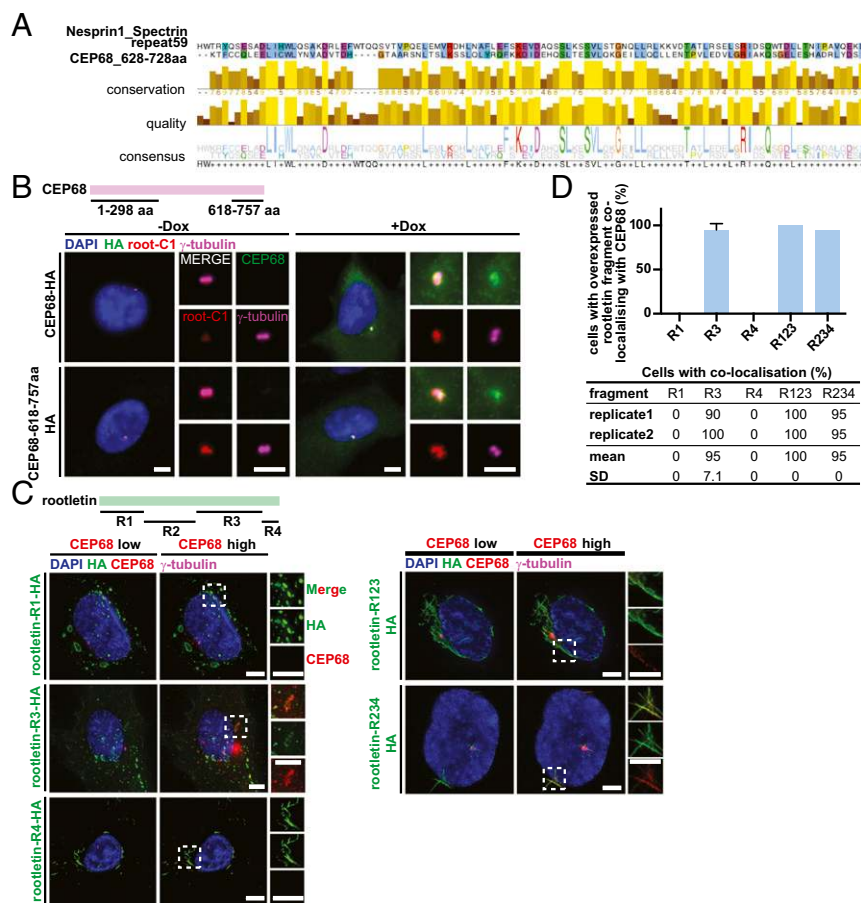 A
Nesprin1_Spectrin
repeat59
CEP68_628-728aa
conservation
quality
consensus
B
CEP68
1-298 aa 618-757 aa
-Dox +Dox
DAPI HA root-C1 γ-tubulin
MERGE CEP68
root-C1 γ-tubulin
CEP68-HA
CEP68-618-757aa
HA
C
rootletin
R1 R3
R2 R4
CEP68 low CEP68 high
DAPI HA CEP68 γ-tubulin
rootletin-R1-HA
Merge
HA
CEP68
rootletin-R3-HA
rootletin-R4-HA
CEP68 low CEP68 high
DAPI HA CEP68 γ-tubulin
rootletin-R123
HA
rootletin-R234
HA
D
cells with overexpressed
rootletin fragment co-
localising with CEP68 (%)
100
50
0
R1 R3 R4 R123 R234
Cells with co-localisation (%)
fragment R1 R3 R4 R123 R234
replicate1 0 90 0 100 95
replicate2 0 100 0 100 95
mean 0 95 0 100 95
SD 0 7.1 0 0 0